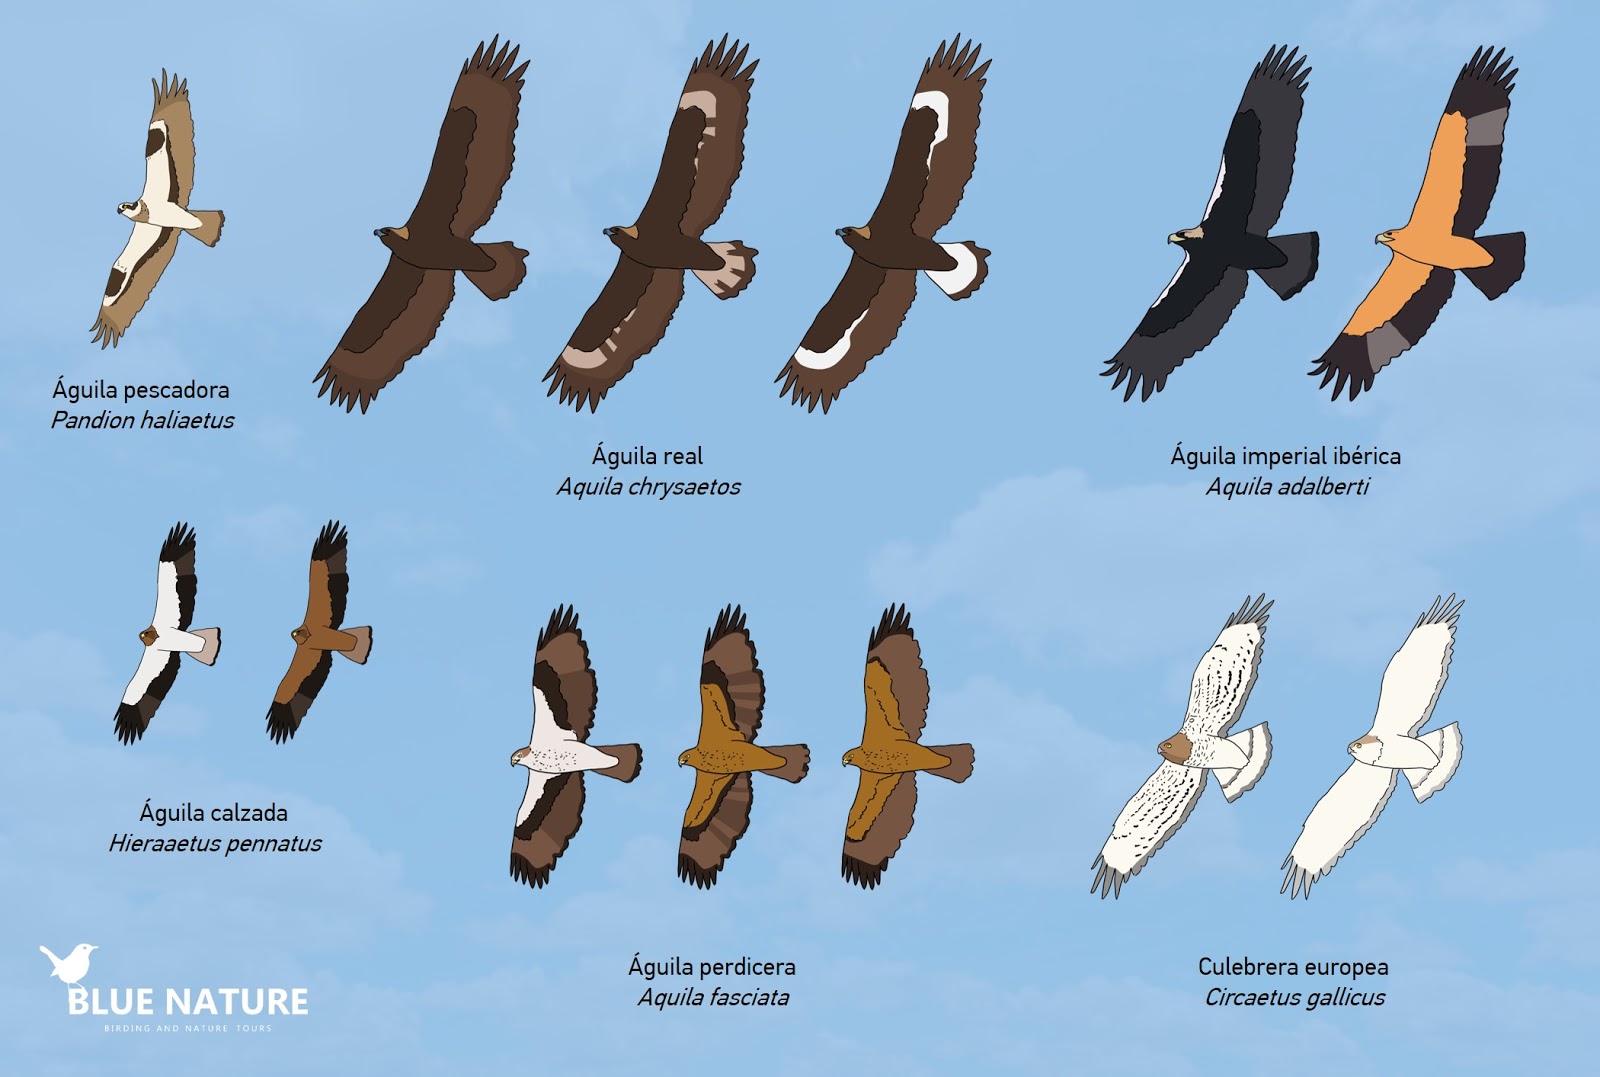 Águila pescadora
Pandion haliaetus
Águila real
Aquila chrysaetos
Águila imperial ibérica
Aquila adalberti
Águila calzada
Hieraaetus pennatus
Águila perdicera
Aquila fasciata
Culebrera europea
Circaetus gallicus
BLUE NATURE
BIRDING AND NATURE TOURS